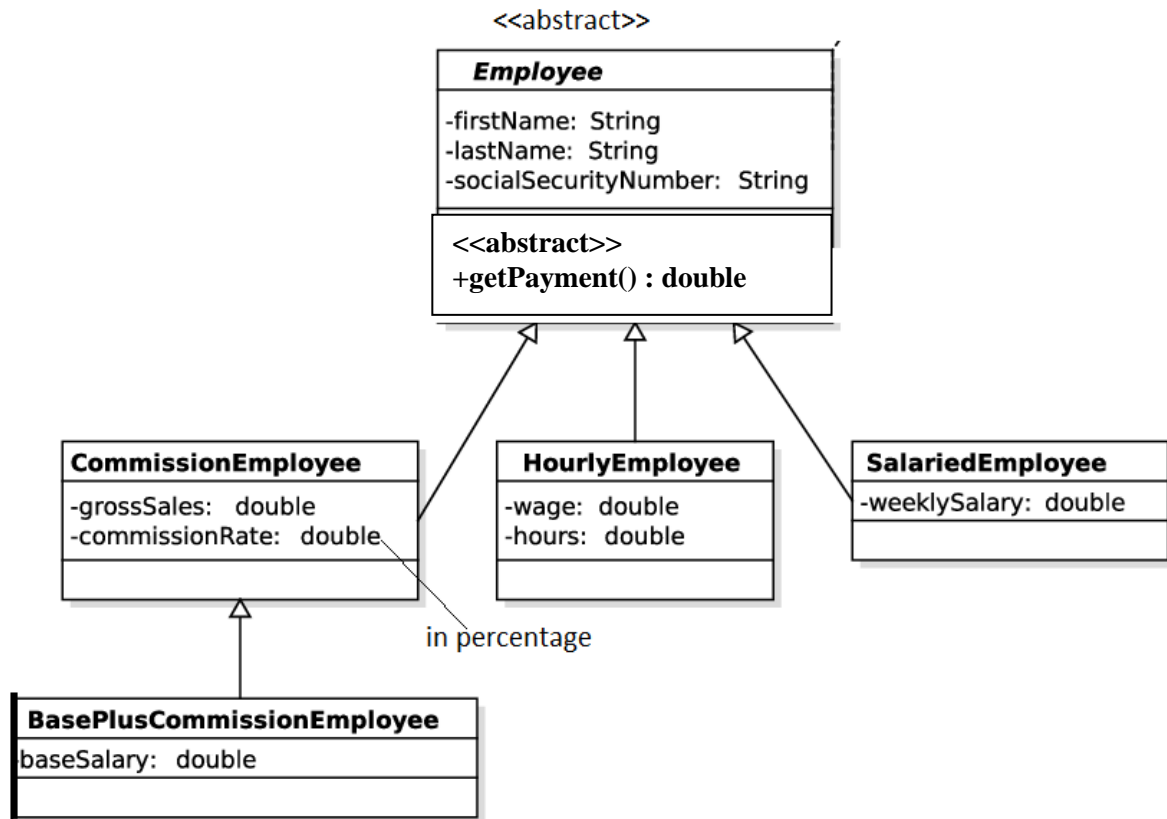 <<abstract>>
Employee
-firstName: String
-lastName: String
-socialSecurityNumber: String
<<abstract>>
+getPayment() : double
CommissionEmployee
-grossSales: double
-commissionRate: double
in percentage
HourlyEmployee
-wage: double
-hours: double
SalariedEmployee
-weeklySalary: double
BasePlusCommissionEmployee
-baseSalary: double